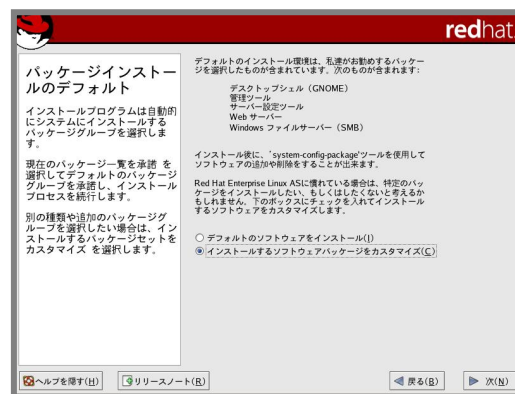 redhat.
パッケージインストー
ルのデフォルト
インストールプログラムは自動的
にシステムにインストールする
パッケージグループを選択しま
す。
現在のパッケージ一覧を承諾 を
選択してデフォルトのパッケージ
グループを承諾し、インストール
プロセスを続行します。
別の種類や追加のパッケージグ
ループを選択したい場合は、イン
ストールするパッケージセットを
カスタマイズ を選択します。
デフォルトのインストール環境は、私達がお勧めするパッケー
ジを選択したものが含まれています。次のものが含まれます:
デスクトップシェル（GNOME）
管理ツール
サーバー設定ツール
Web サーバー
Windows ファイルサーバー（SMB）
インストール後に、`system-config-package'ツールを使用して
ソフトウェアの追加や削除をすることが出来ます。
Red Hat Enterprise Linux ASに慣れている場合は、特定のパッ
ケージをインストールしたい、もしくはしたくないと考えるか
もしれません。下のボックスにチェックを入れてインストール
するソフトウェアをカスタマイズします。
デフォルトのソフトウェアをインストール(I)
インストールするソフトウェアパッケージをカスタマイズ(C)
ヘルプを隠す(H)
リリースノート(R)
戻る(B)
次(N)